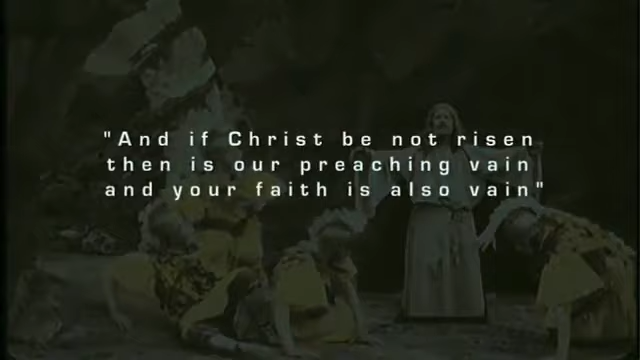 "And if Christ be not risen
then is our preaching vain
and your faith is also vain"